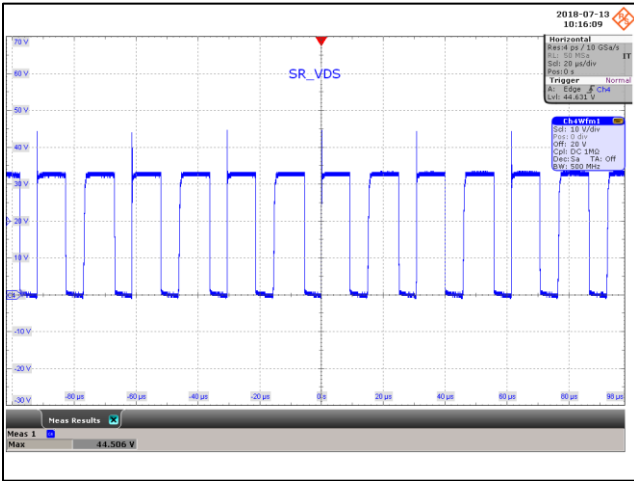 2018-07-13
10:16:09
Horizontal
Res:4 ps / 10 GSa/s
RL: 50 MSa IT
Scl: 20 µs/div
Pos:0 s
Trigger Normal
A: Edge Ch4
Lvl: 44.631 V
Ch4Wfm1
Scl: 10 V/div
Pos: 0 div
Off: 20 V
Cpl: DC 1MΩ
Dec: Sa TA: Off
BW: 500 MHz
SR_VDS
70 V
60 V
50 V
40 V
30 V
20 V
10 V
C4
-10 V
-20 V
-30 V
-80 µs -60 µs -40 µs -20 µs 0 s 20 µs 40 µs 60 µs 80 µs 98 µs
Meas Results
Meas 1
Max 44.506 V